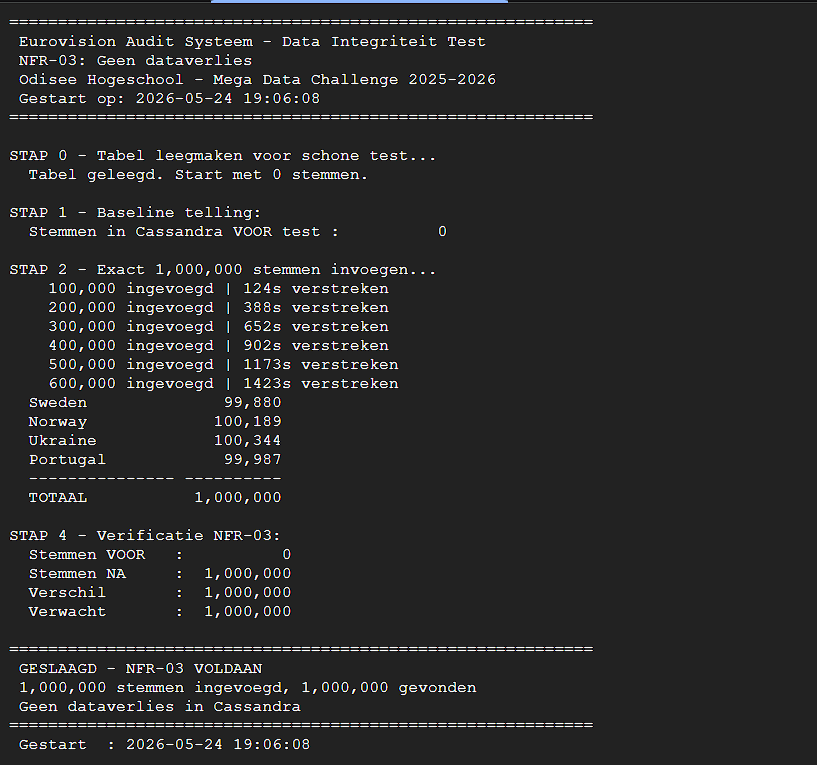 ============================================================
Eurovision Audit Systeem - Data Integriteit Test
NFR-03: Geen dataverlies
Odisee Hogeschool - Mega Data Challenge 2025-2026
Gestart op: 2026-05-24 19:06:08
============================================================
STAP 0 - Tabel leegmaken voor schone test...
Tabel geleegd. Start met 0 stemmen.
STAP 1 - Baseline telling:
Stemmen in Cassandra VOOR test : 0
STAP 2 - Exact 1,000,000 stemmen invoegen...
100,000 ingevoegd | 124s verstreken
200,000 ingevoegd | 388s verstreken
300,000 ingevoegd | 652s verstreken
400,000 ingevoegd | 902s verstreken
500,000 ingevoegd | 1173s verstreken
600,000 ingevoegd | 1423s verstreken
Sweden 99,880
Norway 100,189
Ukraine 100,344
Portugal 99,987
--------------- ----------
TOTAAL 1,000,000
STAP 4 - Verificatie NFR-03:
Stemmen VOOR : 0
Stemmen NA : 1,000,000
Verschil : 1,000,000
Verwacht : 1,000,000
============================================================
GESLAAGD - NFR-03 VOLDAAN
1,000,000 stemmen ingevoegd, 1,000,000 gevonden
Geen dataverlies in Cassandra
============================================================
Gestart : 2026-05-24 19:06:08